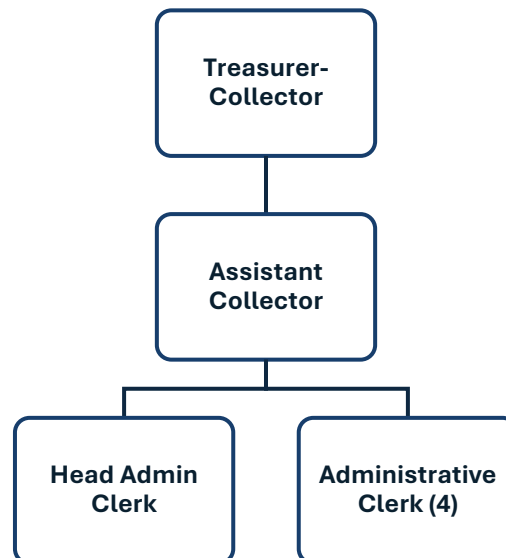 Treasurer-
Collector
Assistant
Collector
Head Admin
Clerk
Administrative
Clerk (4)